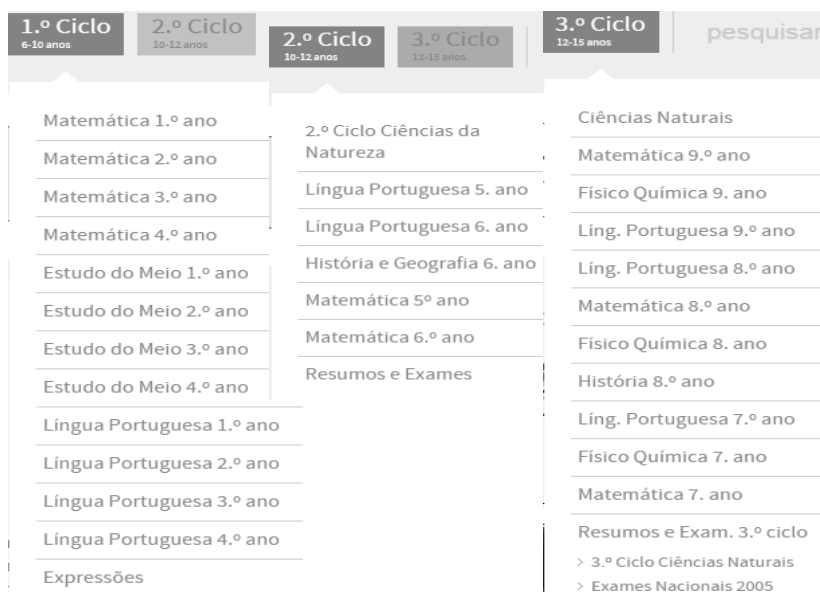 1.º Ciclo
6-10 anos
2.º Ciclo
10-12 anos
Matemática 1.º ano
Matemática 2.º ano
Matemática 3.º ano
Matemática 4.º ano
Estudo do Meio 1.º ano
Estudo do Meio 2.º ano
Estudo do Meio 3.º ano
Estudo do Meio 4.º ano
Língua Portuguesa 1.º ano
Língua Portuguesa 2.º ano
Língua Portuguesa 3.º ano
Língua Portuguesa 4.º ano
Expressões
2.º Ciclo
10-12 anos
3.º Ciclo
12-15 anos
2.º Ciclo Ciências da
Natureza
Língua Portuguesa 5. ano
Língua Portuguesa 6. ano
História e Geografia 6. ano
Matemática 5º ano
Matemática 6.º ano
Resumos e Exames
3.º Ciclo
12-15 anos
pesquisar
Ciências Naturais
Matemática 9.º ano
Físico Química 9. ano
Líng. Portuguesa 9.º ano
Líng. Portuguesa 8.º ano
Matemática 8.º ano
Físico Química 8. ano
História 8.º ano
Líng. Portuguesa 7.º ano
Físico Química 7. ano
Matemática 7. ano
Resumos e Exam. 3.º ciclo
> 3.º Ciclo Ciências Naturais
> Exames Nacionais 2005